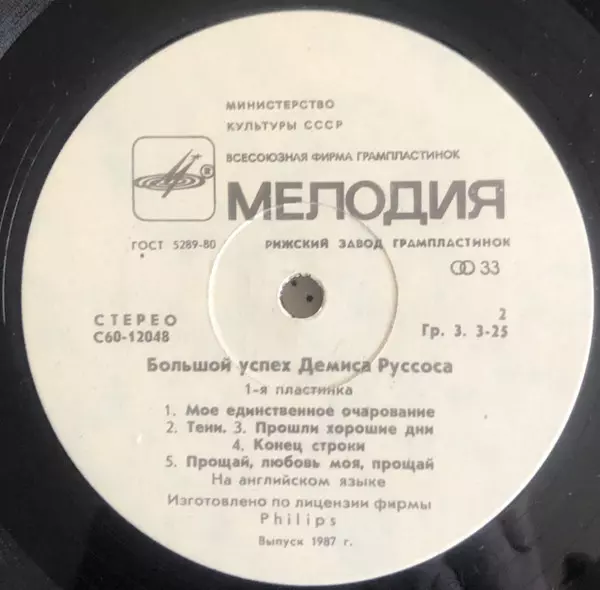 МИНИСТЕРСТВО
КУЛЬТУРЫ СССР
ВСЕСОЮЗНАЯ ФИРМА ГРАМПЛАСТИНОК
МЕЛОДИЯ
ГОСТ 5289-80 РИЖСКИЙ ЗАВОД ГРАМПЛАСТИНОК
33
СТЕРЕО 2
С60-12048 Гр. 3. 3-25
Большой успех Демиса Руссоса
1-я пластинка
1. Мое единственное очарование
2. Тени. 3. Прошли хорошие дни
4. Конец строки
5. Прощай, любовь моя, прощай
На английском языке
Изготовлено по лицензии фирмы
Philips
Выпуск 1987 г.